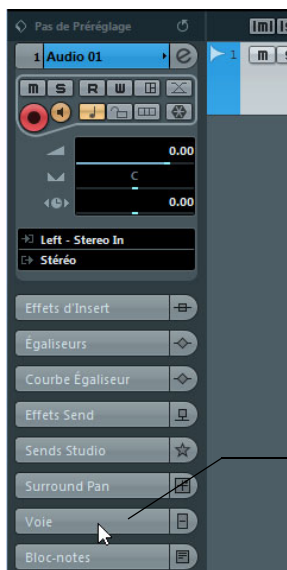 Pas de Préréglage
1 Audio 01
m S R W
0.00
C
0.00
Left - Stereo In
Stéréo
Effets d'Insert
Égaliseurs
Courbe Égaliseur
Effets Send
Sends Studio
Surround Pan
Voie
Bloc-notes
m
1 m